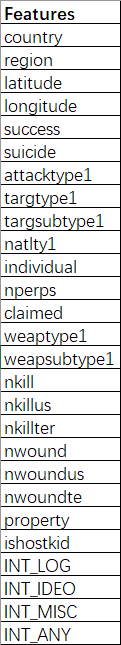 Features
country
region
latitude
longitude
success
suicide
attacktype1
targtype1
targsubtype1
natlty1
individual
nperps
claimed
weaptype1
weapsubtype1
nkill
nkillus
nkillter
nwound
nwoundus
nwoundte
property
ishostkid
INT_LOG
INT_IDEO
INT_MISC
INT_ANY